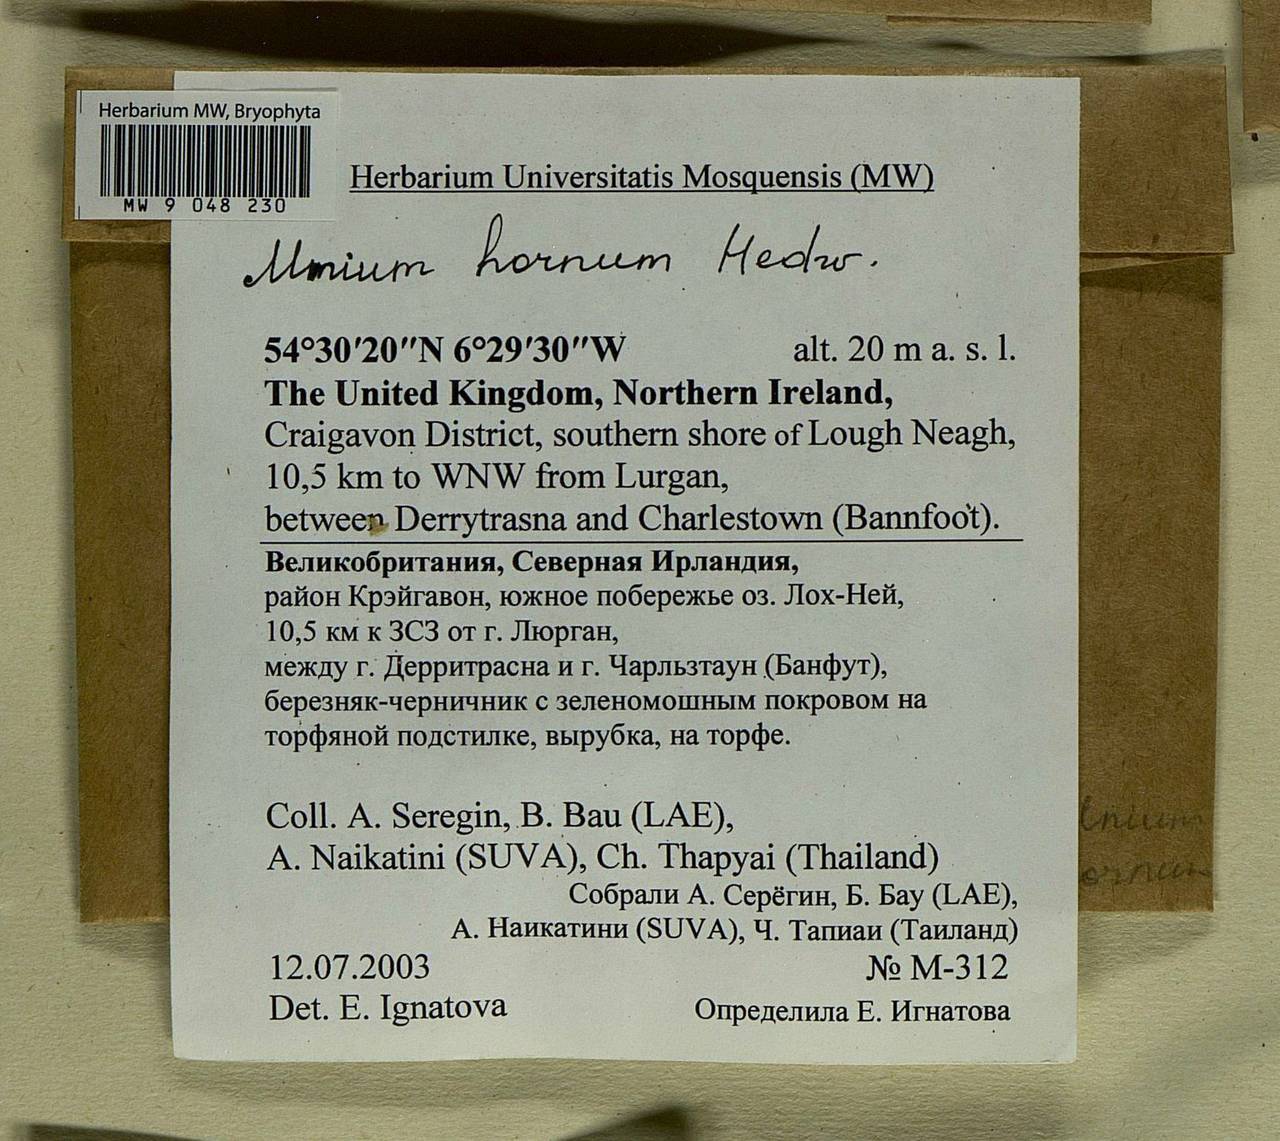 Herbarium MW, Bryophyta
MW 9 048 230
Herbarium Universitatis Mosquensis (MW)
Mnium hornum Hedw.
54°30′20″N 6°29′30″W alt. 20 m a. s. l.
The United Kingdom, Northern Ireland,
Craigavon District, southern shore of Lough Neagh,
10,5 km to WNW from Lurgan,
between Derrytrasna and Charlestown (Bannfoot).
Великобритания, Северная Ирландия,
район Крэйгавон, южное побережье оз. Лох-Ней,
10,5 км к ЗСЗ от г. Люрган,
между г. Дерритрасна и г. Чарльзтаун (Банфут),
березняк-черничник с зеленомошным покровом на
торфяной подстилке, вырубка, на торфе.
Coll. A. Seregin, B. Bau (LAE),
A. Naikatini (SUVA), Ch. Thapyai (Thailand)
Собрали А. Серёгин, Б. Бау (LAE),
А. Наикатини (SUVA), Ч. Тапиаи (Таиланд)
12.07.2003 № M-312
Det. E. Ignatova Определила Е. Игнатова